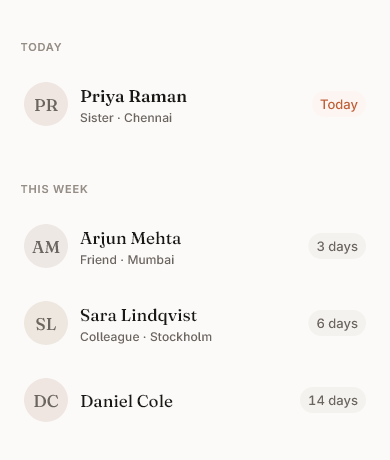 TODAY
PR
Priya Raman
Sister · Chennai
Today
THIS WEEK
AM
Arjun Mehta
Friend · Mumbai
3 days
SL
Sara Lindqvist
Colleague · Stockholm
6 days
DC
Daniel Cole
14 days